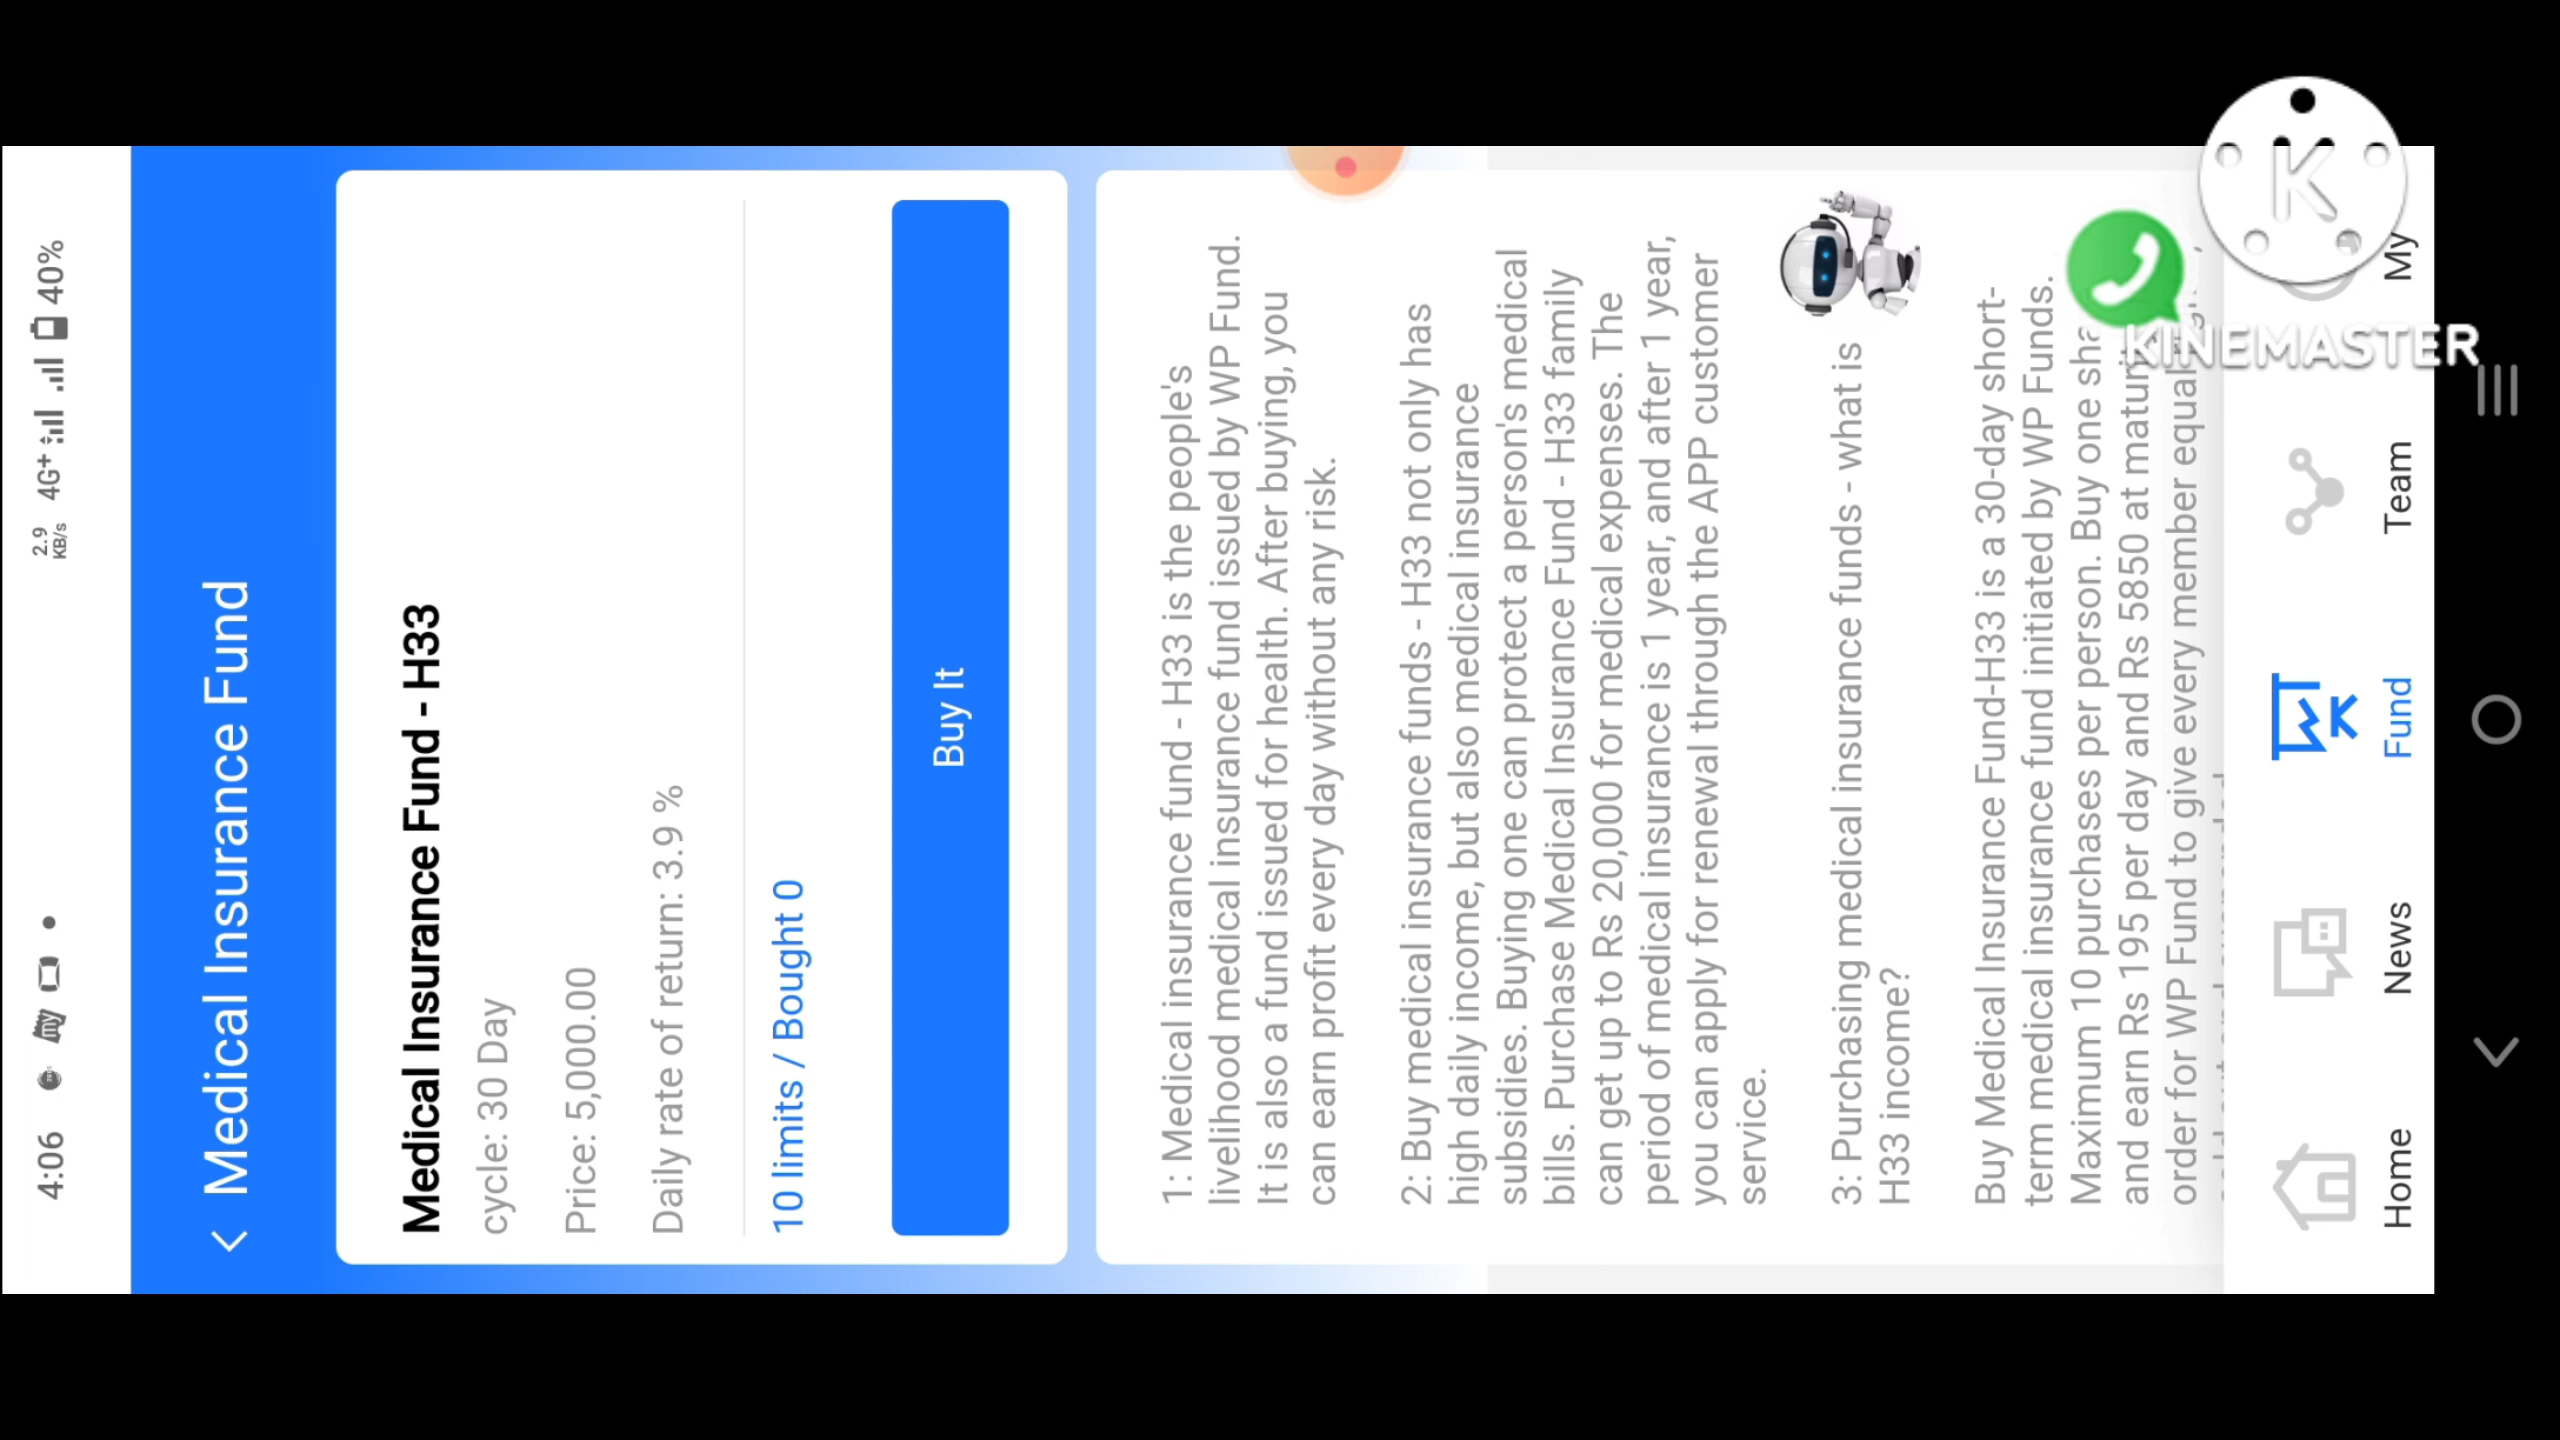 4:06
2.9 KB/s
4G+
40%
Medical Insurance Fund
Medical Insurance Fund - H33
cycle: 30 Day
Price: 5,000.00
Daily rate of return: 3.9 %
10 limits / Bought 0
Buy It
1: Medical insurance fund - H33 is the people's
livelihood medical insurance fund issued by WP Fund.
It is also a fund issued for health. After buying, you
can earn profit every day without any risk.
2: Buy medical insurance funds - H33 not only has
high daily income, but also medical insurance
subsidies. Buying one can protect a person's medical
bills. Purchase Medical Insurance Fund - H33 family
can get up to Rs 20,000 for medical expenses. The
period of medical insurance is 1 year, and after 1 year,
you can apply for renewal through the APP customer
service.
3: Purchasing medical insurance funds - what is
H33 income?
Buy Medical Insurance Fund-H33 is a 30-day short-
term medical insurance fund initiated by WP Funds.
Maximum 10 purchases per person. Buy one
and earn Rs 195 per day and Rs 5850 at
order for WP Fund to give every member equal
Home
News
Fund
Team
My
K
KINEMASTER